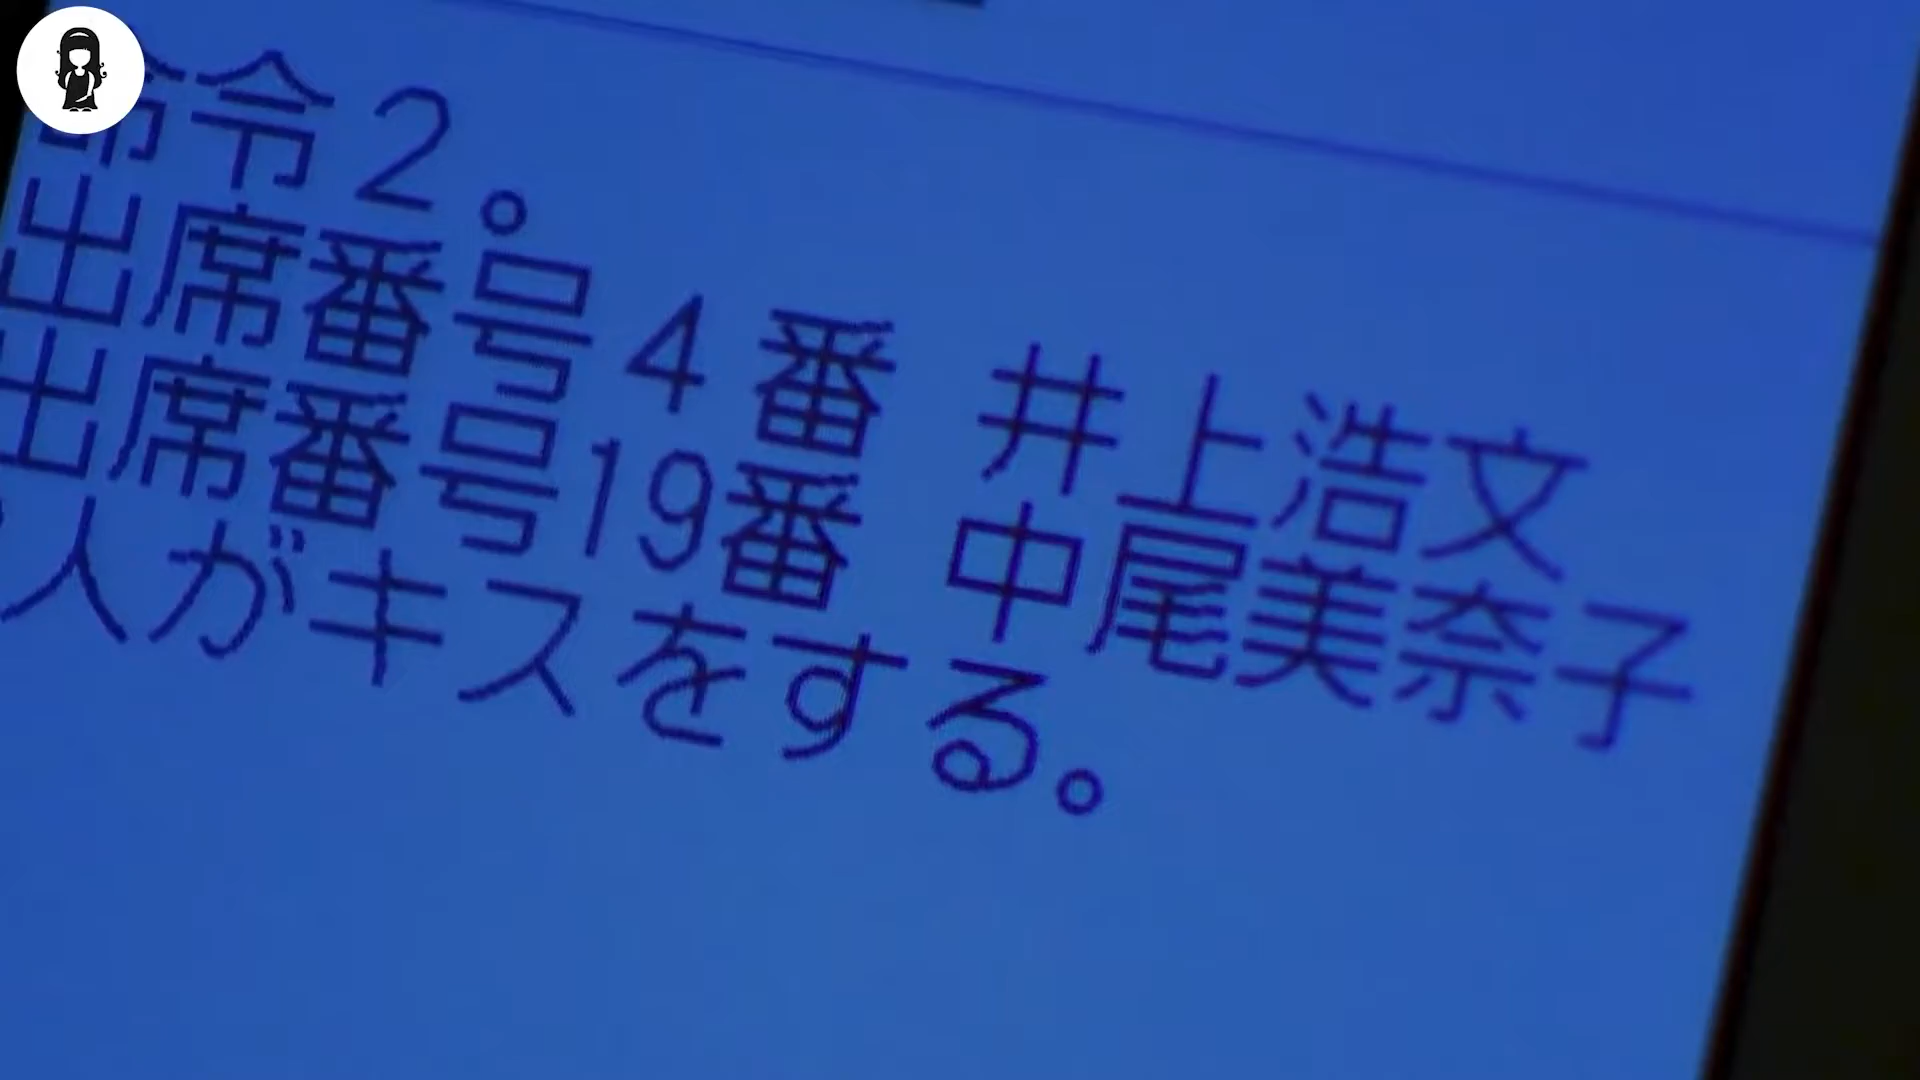 命令2。
出席番号4番 井上浩文
出席番号19番 中尾美奈子
人がキスをする。